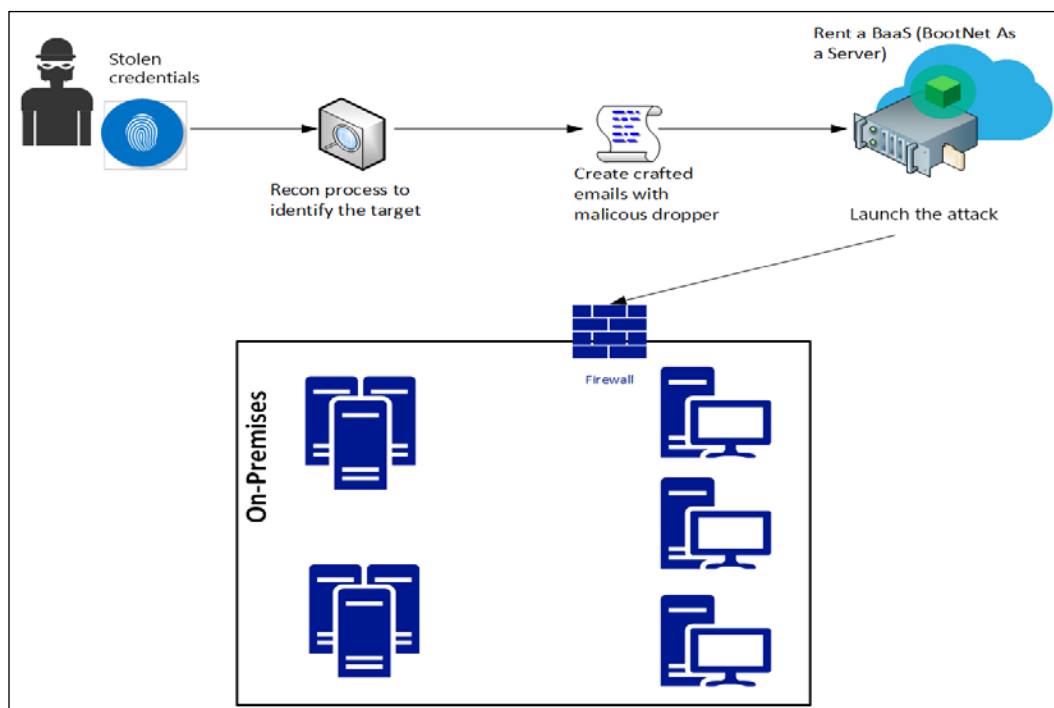 Stolen
credentials
Rent a BaaS (BootNet As
a Server)
Recon process to
identify the target
Create crafted
emails with
malicous dropper
Launch the attack
Firewall
On-Premises